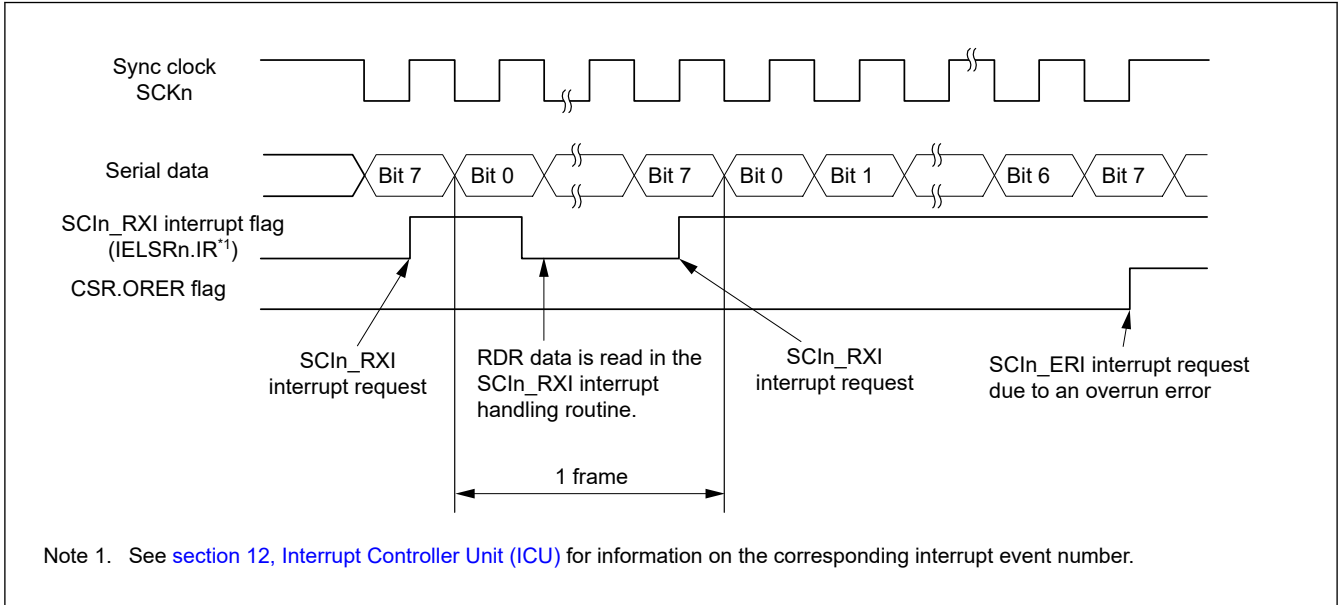 Sync clock
SCKn
Serial data
Bit 7
Bit 0
Bit 7
Bit 0
Bit 1
Bit 6
Bit 7
SCIn_RXI interrupt flag
(IELSRn.IR*1)
CSR.ORER flag
SCIn_RXI
interrupt request
RDR data is read in the
SCIn_RXI interrupt
handling routine.
SCIn_RXI
interrupt request
SCIn_ERI interrupt request
due to an overrun error
1 frame
Note 1. See section 12, Interrupt Controller Unit (ICU) for information on the corresponding interrupt event number.